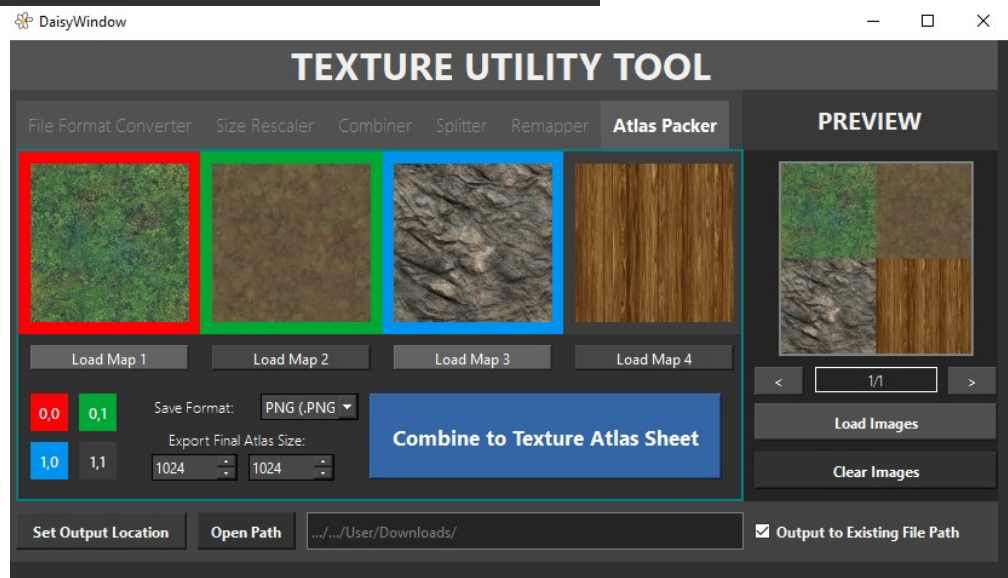 DaisyWindow
TEXTURE UTILITY TOOL
File Format Converter Size Rescaler Combiner Splitter Remapper Atlas Packer
PREVIEW
Load Map 1 Load Map 2 Load Map 3 Load Map 4
< 1/1 >
0,0 0,1 Save Format: PNG (.PNG
Load Images
Export Final Atlas Size:
Combine to Texture Atlas Sheet
1,0 1,1 1024 1024
Clear Images
Set Output Location Open Path .../.../User/Downloads/ Output to Existing File Path